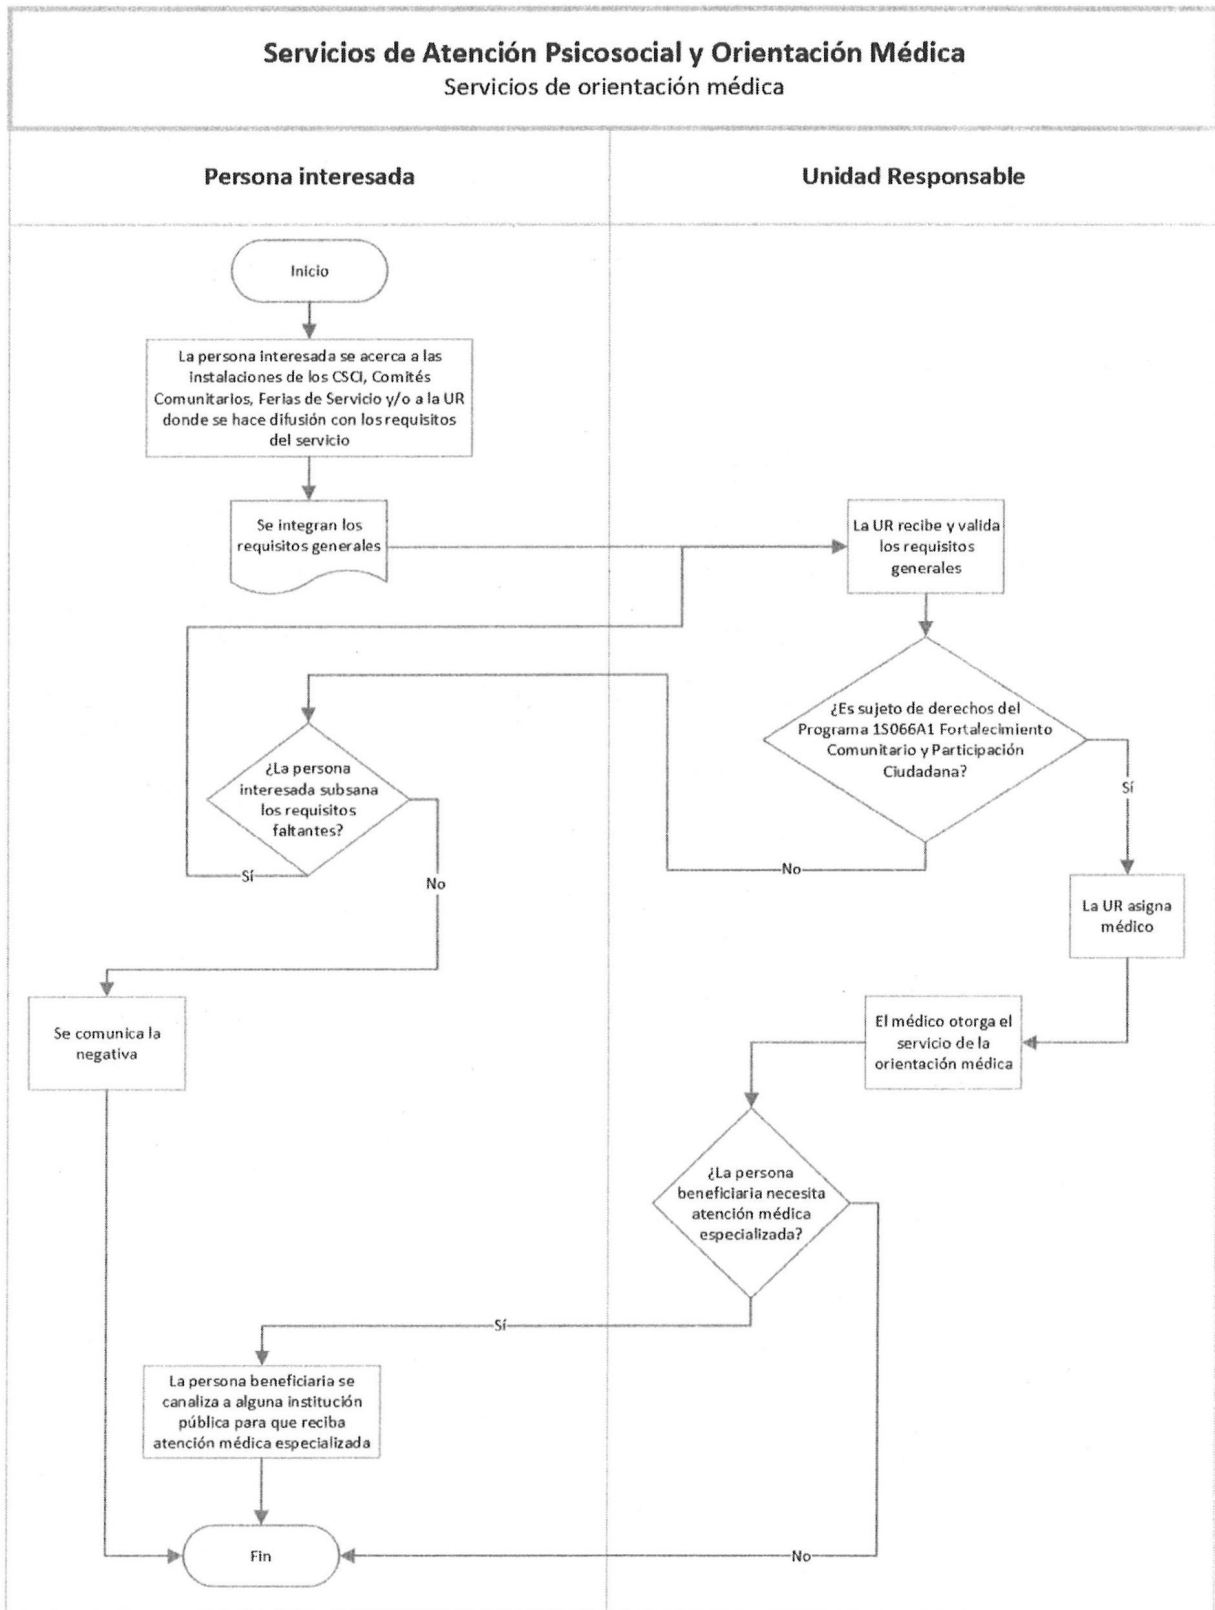 Servicios de Atención Psicosocial y Orientación Médica
Servicios de orientación médica
Persona interesada
Unidad Responsable
Inicio
La persona interesada se acerca a las
instalaciones de los CSCI, Comités
Comunitarios, Ferias de Servicio y/o a la UR
donde se hace difusión con los requisitos
del servicio
Se integran los
requisitos generales
La UR recibe y valida
los requisitos
generales
¿Es sujeto de derechos del
Programa 1S066A1 Fortalecimiento
Comunitario y Participación
Ciudadana?
Sí
No
¿La persona
interesada subsana
los requisitos
faltantes?
Sí
No
La UR asigna
médico
Se comunica la
negativa
El médico otorga el
servicio de la
orientación médica
¿La persona
beneficiaria necesita
atención médica
especializada?
Sí
La persona beneficiaria se
canaliza a alguna institución
pública para que reciba
atención médica especializada
Fin
No